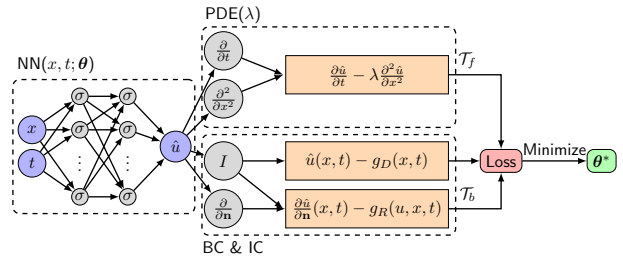 PDE(λ)
NN(x, t; θ)
∂/∂t
∂²/∂x²
∂û/∂t − λ ∂²û/∂x²
𝒯_f
σ σ
x
σ σ
t
⋮ ⋮
σ σ
û
I
û(x, t) − g_D(x, t)
Loss
Minimize
θ*
∂/∂n
∂û/∂n(x, t) − g_R(u, x, t)
𝒯_b
BC & IC